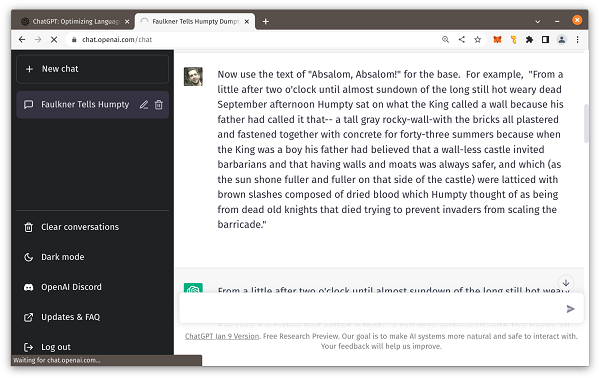 ChatGPT: Optimizing Languag
Faulkner Tells Humpty Dumpt
chat.openai.com/chat
New chat
Faulkner Tells Humpty
Clear conversations
Dark mode
OpenAI Discord
Updates & FAQ
Log out
Waiting for chat.openai.com...
Now use the text of "Absalom, Absalom!" for the base. For example, "From a
little after two o'clock until almost sundown of the long still hot weary dead
September afternoon Humpty sat on what the King called a wall because his
father had called it that-- a tall gray rocky-wall-with the bricks all plastered
and fastened together with concrete for forty-three summers because when
the King was a boy his father had believed that a wall-less castle invited
barbarians and that having walls and moats was always safer, and which (as
the sun shone fuller and fuller on that side of the castle) were latticed with
brown slashes composed of dried blood which Humpty thought of as being
from dead old knights that died trying to prevent invaders from scaling the
barricade."
From a little after two o'clock until almost sundown of the long still hot weary
ChatGPT Jan 9 Version. Free Research Preview. Our goal is to make AI systems more natural and safe to interact with.
Your feedback will help us improve.